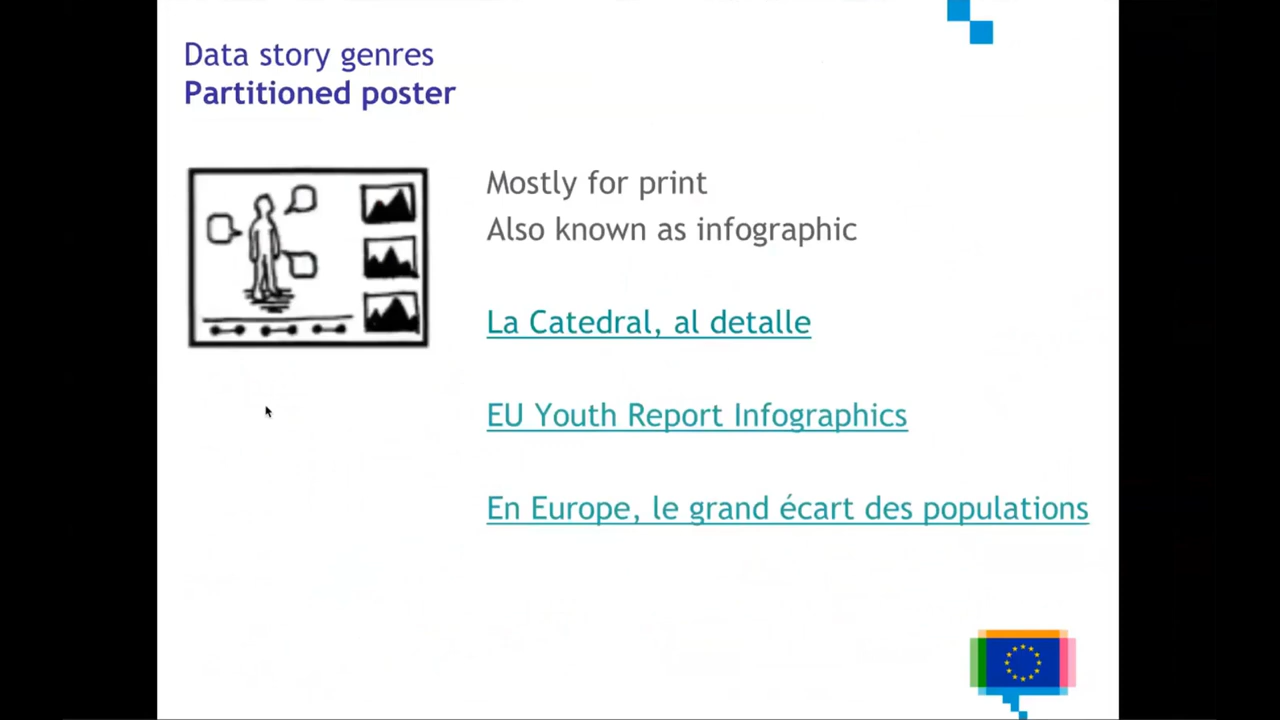 Data story genres
Partitioned poster
Mostly for print
Also known as infographic
La Catedral, al detalle
EU Youth Report Infographics
En Europe, le grand écart des populations